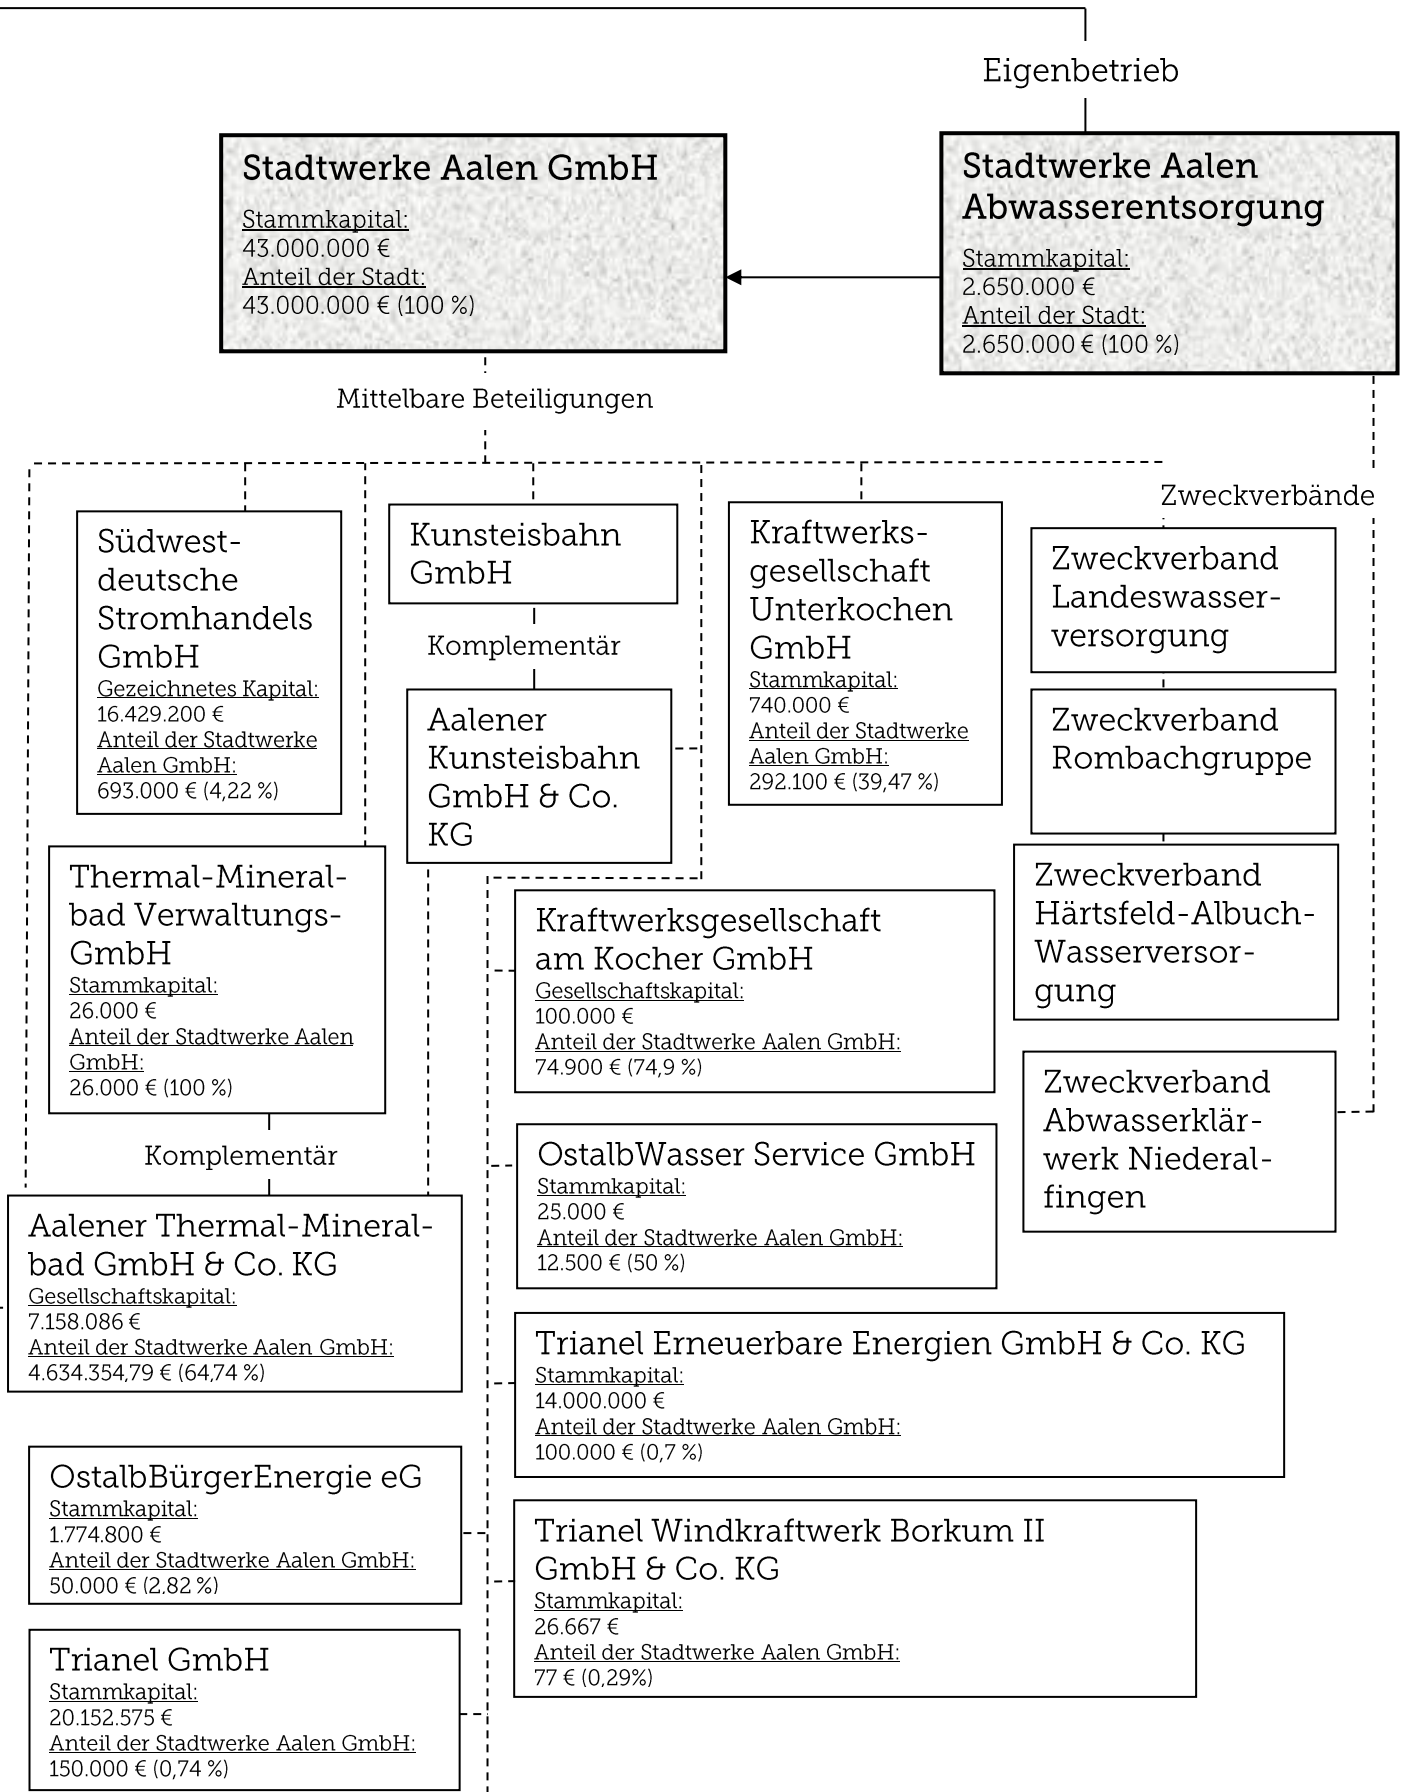 Eigenbetrieb
Stadtwerke Aalen GmbH
Stammkapital:
43.000.000 €
Anteil der Stadt:
43.000.000 € (100 %)
Stadtwerke Aalen
Abwasserentsorgung
Stammkapital:
2.650.000 €
Anteil der Stadt:
2.650.000 € (100 %)
Mittelbare Beteiligungen
Zweckverbände
Südwest-
deutsche
Stromhandels
GmbH
Gezeichnetes Kapital:
16.429.200 €
Anteil der Stadtwerke
Aalen GmbH:
693.000 € (4,22 %)
Kunsteisbahn
GmbH
Komplementär
Aalener
Kunsteisbahn
GmbH & Co.
KG
Kraftwerks-
gesellschaft
Unterkochen
GmbH
Stammkapital:
740.000 €
Anteil der Stadtwerke
Aalen GmbH:
292.100 € (39,47 %)
Zweckverband
Landeswasser-
versorgung
Zweckverband
Rombachgruppe
Zweckverband
Härtsfeld-Albuch-
Wasserversor-
gung
Zweckverband
Abwasserklär-
werk Niederal-
fingen
Thermal-Mineral-
bad Verwaltungs-
GmbH
Stammkapital:
26.000 €
Anteil der Stadtwerke Aalen
GmbH:
26.000 € (100 %)
Komplementär
Aalener Thermal-Mineral-
bad GmbH & Co. KG
Gesellschaftskapital:
7.158.086 €
Anteil der Stadtwerke Aalen GmbH:
4.634.354,79 € (64,74 %)
Kraftwerksgesellschaft
am Kocher GmbH
Gesellschaftskapital:
100.000 €
Anteil der Stadtwerke Aalen GmbH:
74.900 € (74,9 %)
OstalbWasser Service GmbH
Stammkapital:
25.000 €
Anteil der Stadtwerke Aalen GmbH:
12.500 € (50 %)
Trianel Erneuerbare Energien GmbH & Co. KG
Stammkapital:
14.000.000 €
Anteil der Stadtwerke Aalen GmbH:
100.000 € (0,7 %)
OstalbBürgerEnergie eG
Stammkapital:
1.774.800 €
Anteil der Stadtwerke Aalen GmbH:
50.000 € (2,82 %)
Trianel Windkraftwerk Borkum II
GmbH & Co. KG
Stammkapital:
26.667 €
Anteil der Stadtwerke Aalen GmbH:
77 € (0,29%)
Trianel GmbH
Stammkapital:
20.152.575 €
Anteil der Stadtwerke Aalen GmbH:
150.000 € (0,74 %)